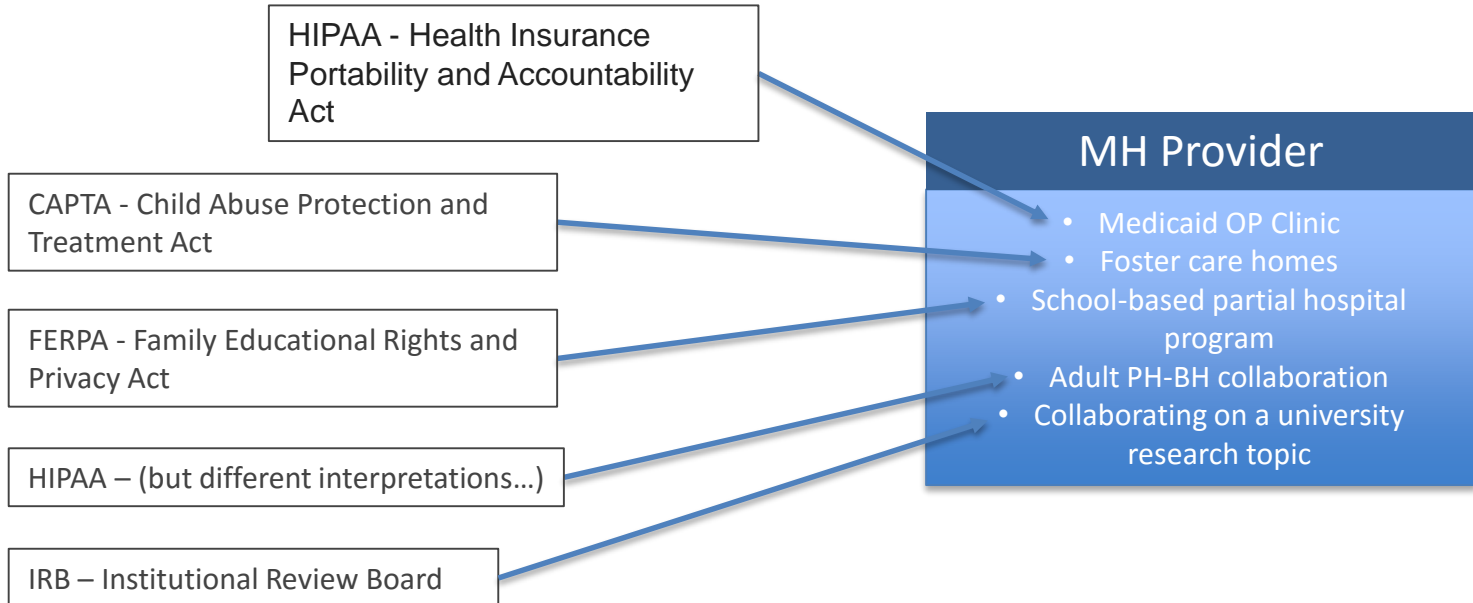 HIPAA - Health Insurance
Portability and Accountability
Act
CAPTA - Child Abuse Protection and
Treatment Act
FERPA - Family Educational Rights and
Privacy Act
HIPAA – (but different interpretations…)
IRB – Institutional Review Board
MH Provider
• Medicaid OP Clinic
• Foster care homes
• School-based partial hospital
program
• Adult PH-BH collaboration
• Collaborating on a university
research topic